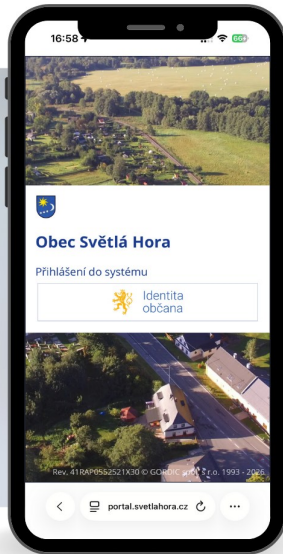 16:58
66
Obec Světlá Hora
Přihlášení do systému
Identita
občana
Rev. 41RAP0552521X30 © GORDIC spol. s r.o. 1993 - 2026
portal.svetlahora.cz